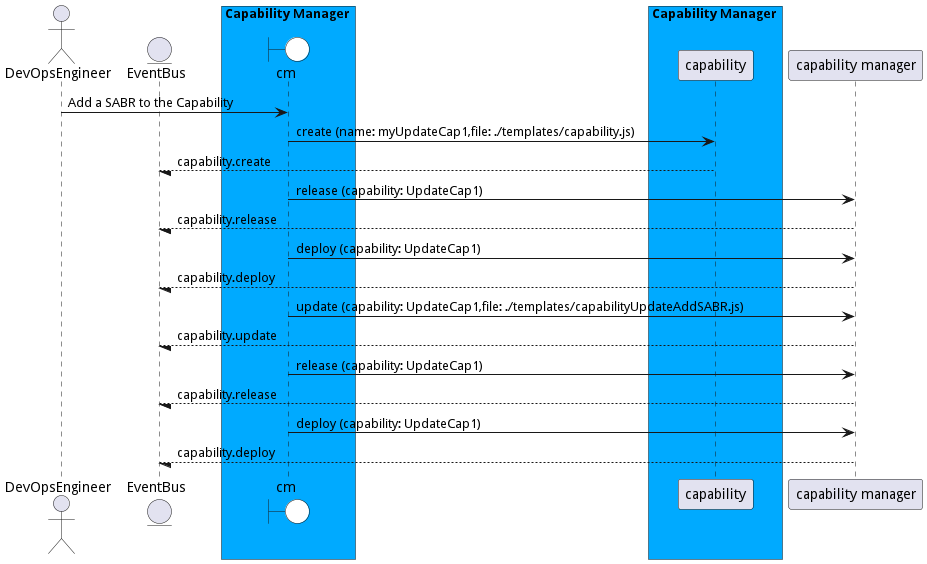 Capability Manager
Capability Manager
DevOpsEngineer
EventBus
cm
capability
capability manager
Add a SABR to the Capability
create (name: myUpdateCap1,file: ./templates/capability.js)
capability.create
release (capability: UpdateCap1)
capability.release
deploy (capability: UpdateCap1)
capability.deploy
update (capability: UpdateCap1,file: ./templates/capabilityUpdateAddSABR.js)
capability.update
release (capability: UpdateCap1)
capability.release
deploy (capability: UpdateCap1)
capability.deploy
DevOpsEngineer
EventBus
cm
capability
capability manager